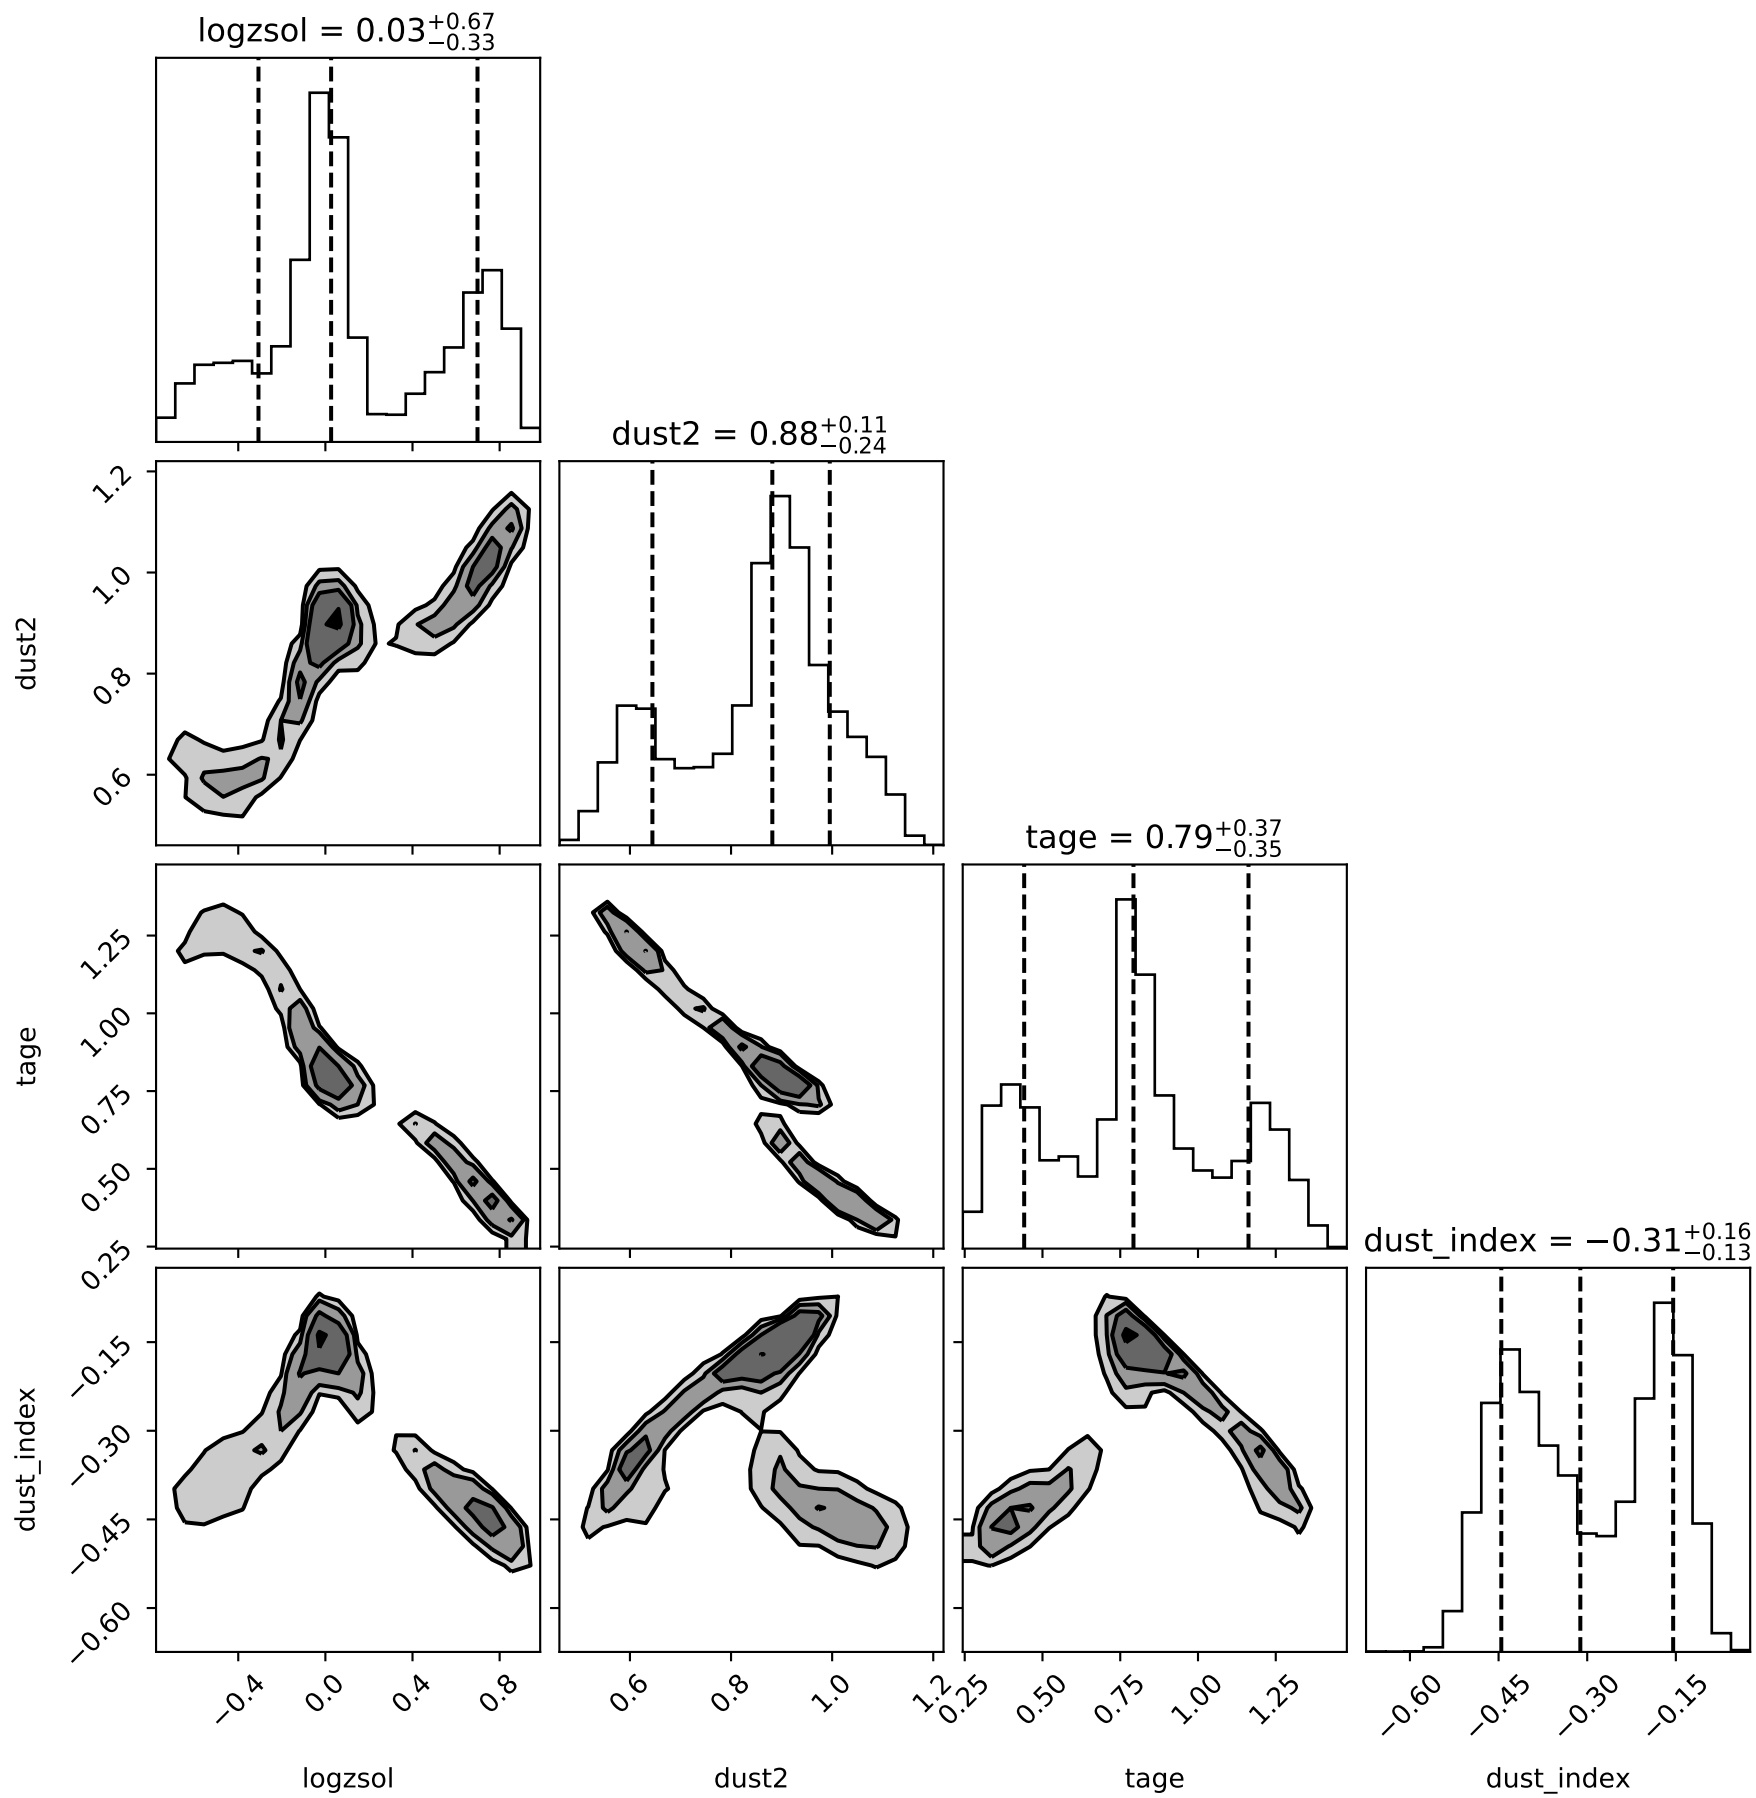 logzsol = 0.03+0.67−0.33
dust2 = 0.88+0.11−0.24
1.2
1.0
0.8
0.6
dust2
tage = 0.79+0.37−0.35
1.25
1.00
0.75
0.50
0.25
tage
dust_index = −0.31+0.16−0.13
−0.15
−0.30
−0.45
−0.60
dust_index
−0.4 0.0 0.4 0.8
0.6 0.8 1.0 1.2
0.25 0.50 0.75 1.00 1.25
−0.60 −0.45 −0.30 −0.15
logzsol
dust2
tage
dust_index